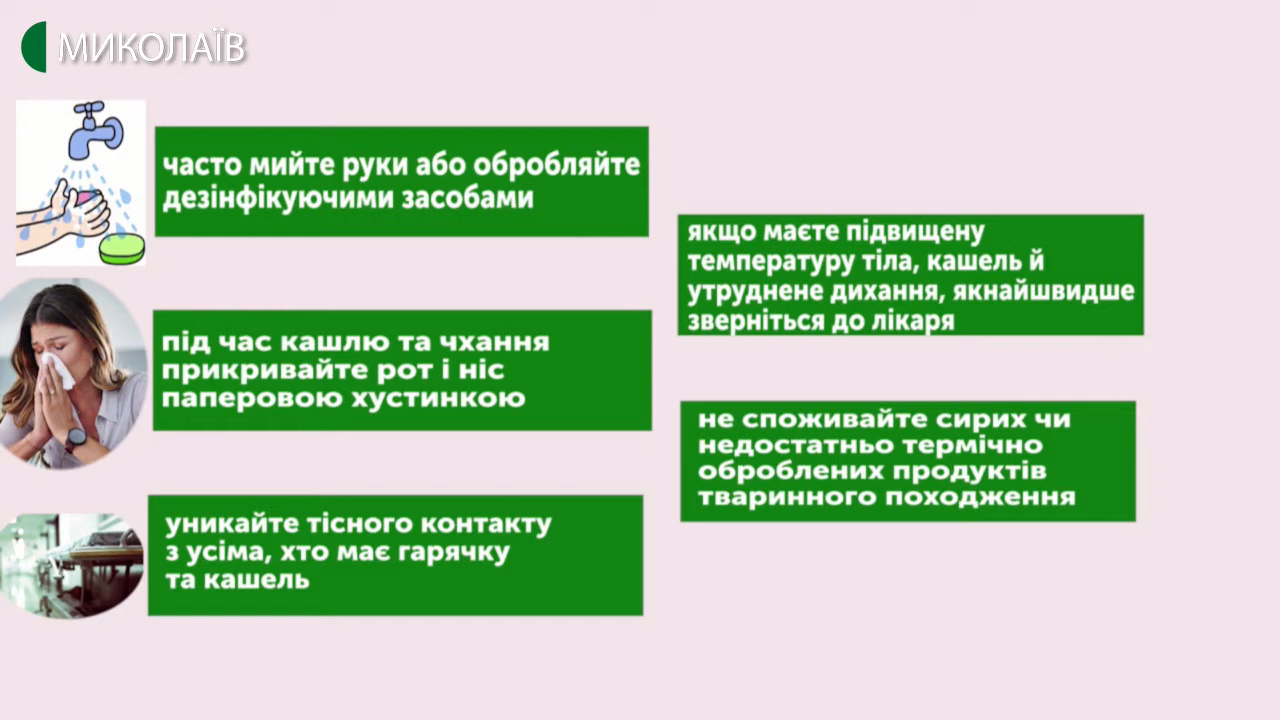 МИКОЛАЇВ
часто мийте руки або обробляйте
дезінфікуючими засобами
під час кашлю та чхання
прикривайте рот і ніс
паперовою хустинкою
уникайте тісного контакту
з усіма, хто має гарячку
та кашель
якщо маєте підвищену
температуру тіла, кашель й
утруднене дихання, якнайшвидше
зверніться до лікаря
не споживайте сирих чи
недостатньо термічно
оброблених продуктів
тваринного походження